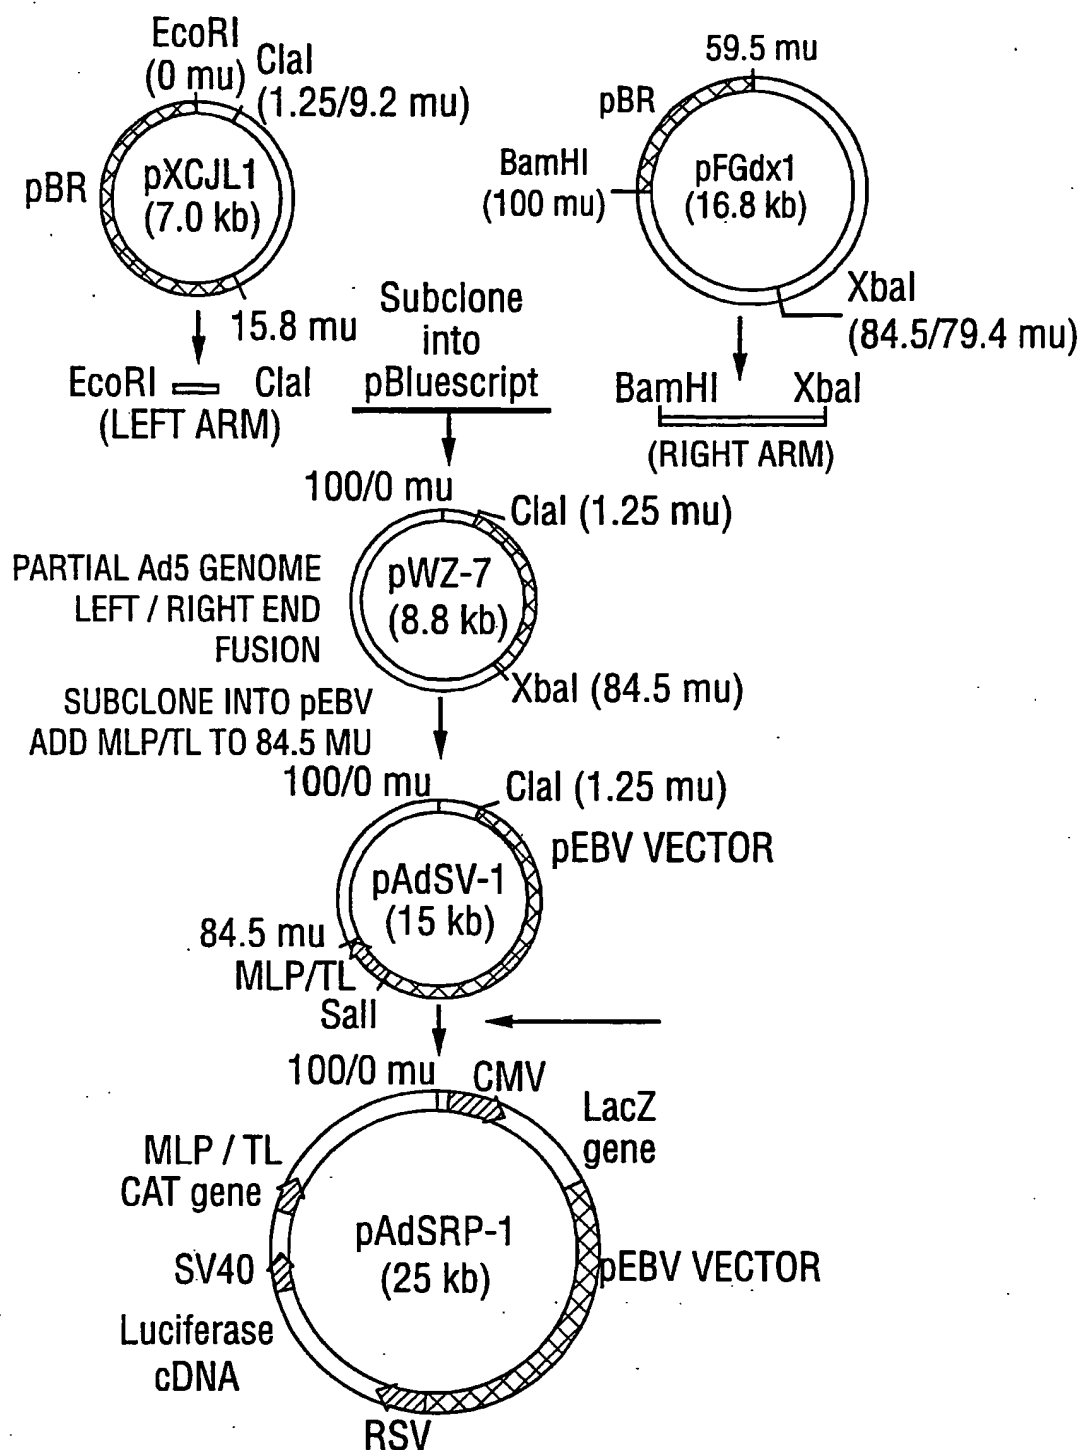 EcoRI
(0 mu)
ClaI
(1.25/9.2 mu)
pBR
pXCJL1
(7.0 kb)
15.8 mu
EcoRI
ClaI
(LEFT ARM)
59.5 mu
pBR
BamHI
(100 mu)
pFGdx1
(16.8 kb)
XbaI
(84.5/79.4 mu)
BamHI
XbaI
(RIGHT ARM)
Subclone
into
pBluescript
100/0 mu
ClaI (1.25 mu)
PARTIAL Ad5 GENOME
LEFT / RIGHT END
FUSION
pWZ-7
(8.8 kb)
XbaI (84.5 mu)
SUBCLONE INTO pEBV
ADD MLP/TL TO 84.5 MU
100/0 mu
ClaI (1.25 mu)
pEBV VECTOR
pAdSV-1
(15 kb)
84.5 mu
MLP/TL
SalI
100/0 mu
CMV
LacZ
gene
MLP / TL
CAT gene
pAdSRP-1
(25 kb)
SV40
pEBV VECTOR
Luciferase
cDNA
RSV